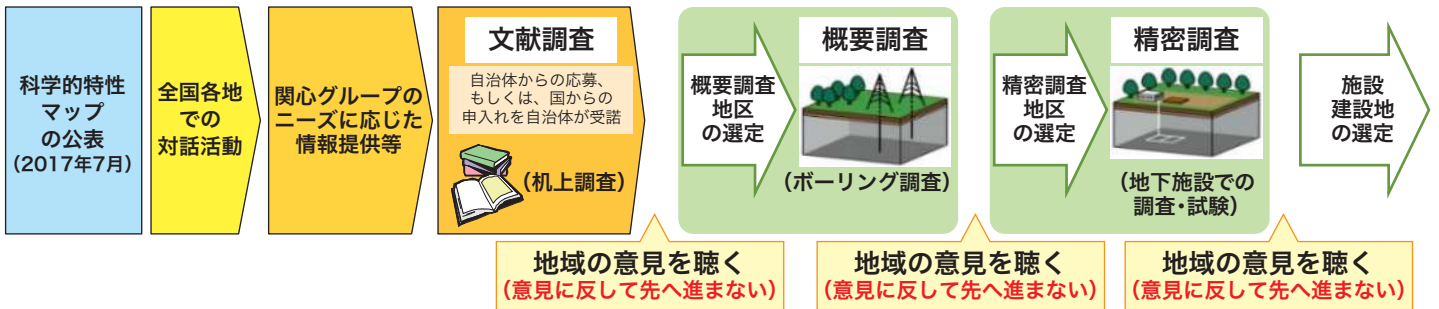 科学的特性
マップ
の公表
(2017年7月)
全国各地
での
対話活動
関心グループの
ニーズに応じた
情報提供等
文献調査
自治体からの応募、
もしくは、国からの
申入れを自治体が受諾
(机上調査)
概要調査
地区
の選定
概要調査
(ボーリング調査)
精密調査
地区
の選定
精密調査
(地下施設での
調査・試験)
施設
建設地
の選定
地域の意見を聴く
(意見に反して先へ進まない)
地域の意見を聴く
(意見に反して先へ進まない)
地域の意見を聴く
(意見に反して先へ進まない)